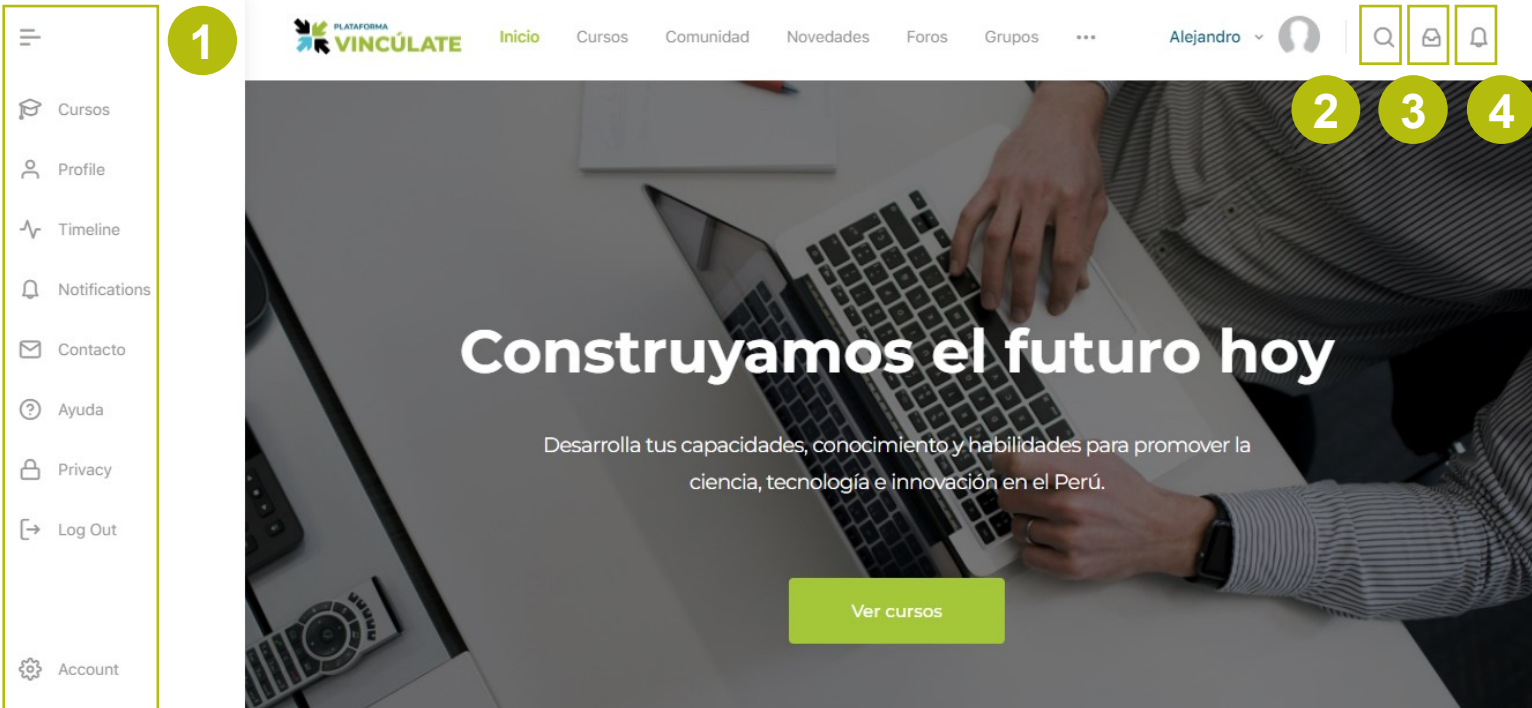 1
PLATAFORMA
VINCÚLATE
Inicio Cursos Comunidad Novedades Foros Grupos ••• Alejandro
2 3 4
Cursos
Profile
Timeline
Notifications
Contacto
Ayuda
Privacy
Log Out
Account
Construyamos el futuro hoy
Desarrolla tus capacidades, conocimiento y habilidades para promover la
ciencia, tecnología e innovación en el Perú.
Ver cursos